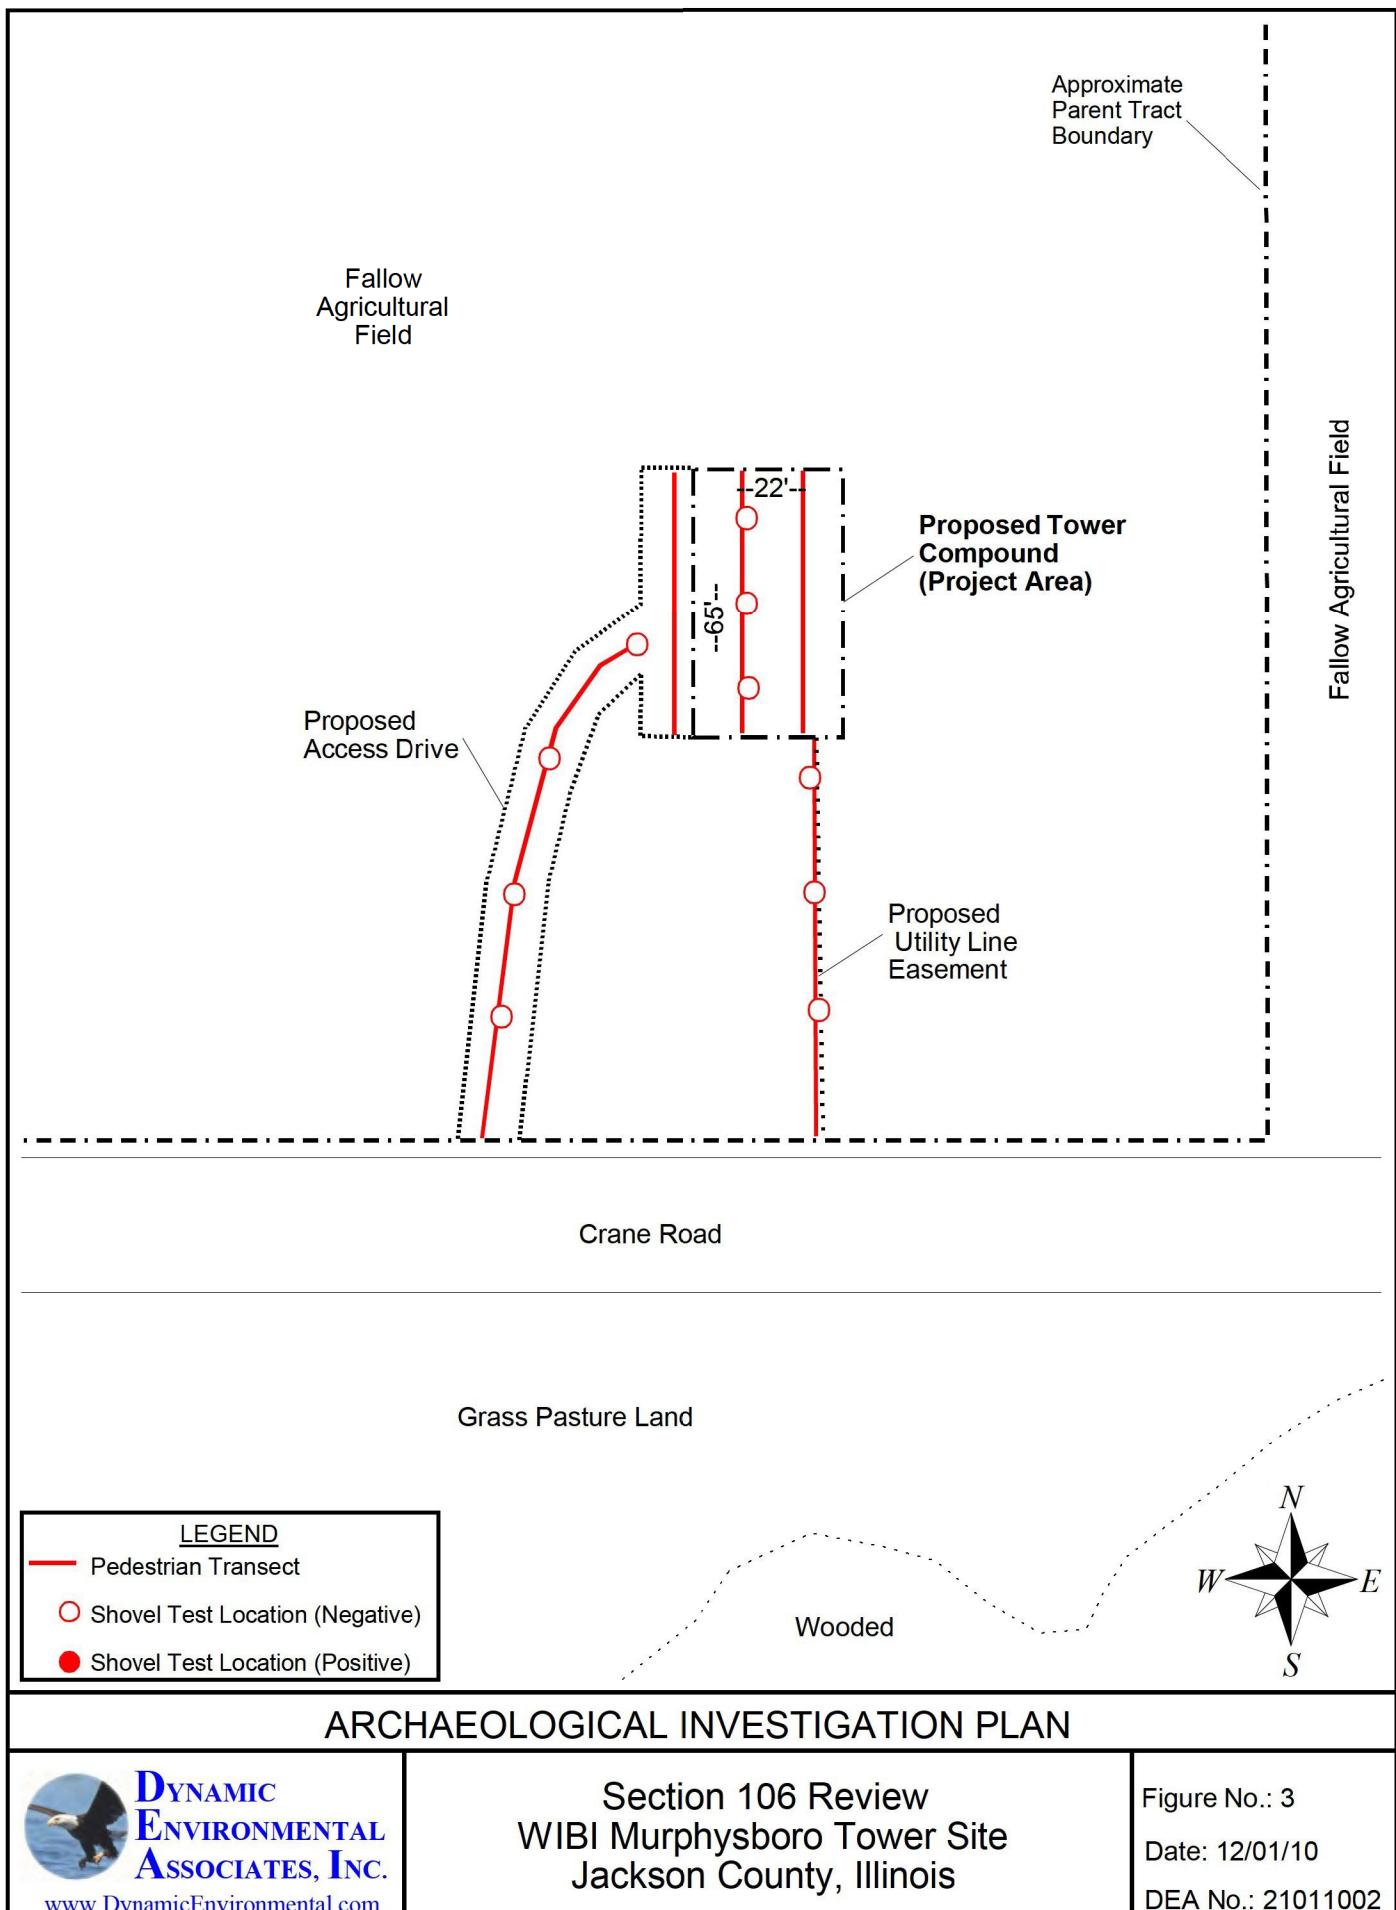 Approximate
Parent Tract
Boundary
Fallow
Agricultural
Field
Fallow Agricultural Field
--22'--
--65'--
Proposed Tower
Compound
(Project Area)
Proposed
Access Drive
Proposed
Utility Line
Easement
Crane Road
Grass Pasture Land
Wooded
N
W
E
S
LEGEND
Pedestrian Transect
Shovel Test Location (Negative)
Shovel Test Location (Positive)
ARCHAEOLOGICAL INVESTIGATION PLAN
DYNAMIC
ENVIRONMENTAL
ASSOCIATES, INC.
www.DynamicEnvironmental.com
Section 106 Review
WIBI Murphysboro Tower Site
Jackson County, Illinois
Figure No.: 3
Date: 12/01/10
DEA No.: 21011002